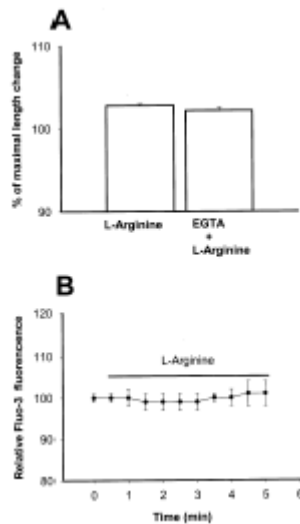 A
% of maximal length change
110
100
90
L-Arginine
EGTA
+
L-Arginine
B
Relative Fluo-3 fluorescence
120
110
100
90
80
L-Arginine
0 1 2 3 4 5 6
Time (min)